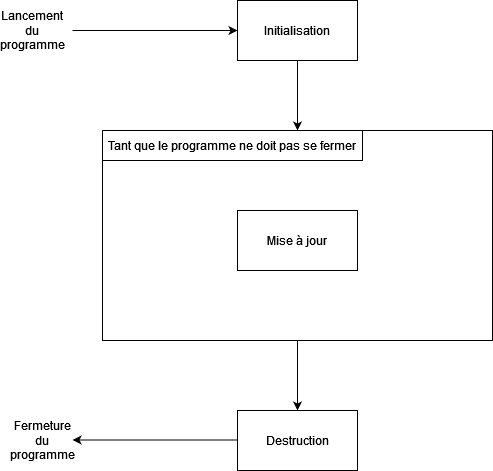 Lancement
du
programme
Initialisation
Tant que le programme ne doit pas se fermer
Mise à jour
Fermeture
du
programme
Destruction